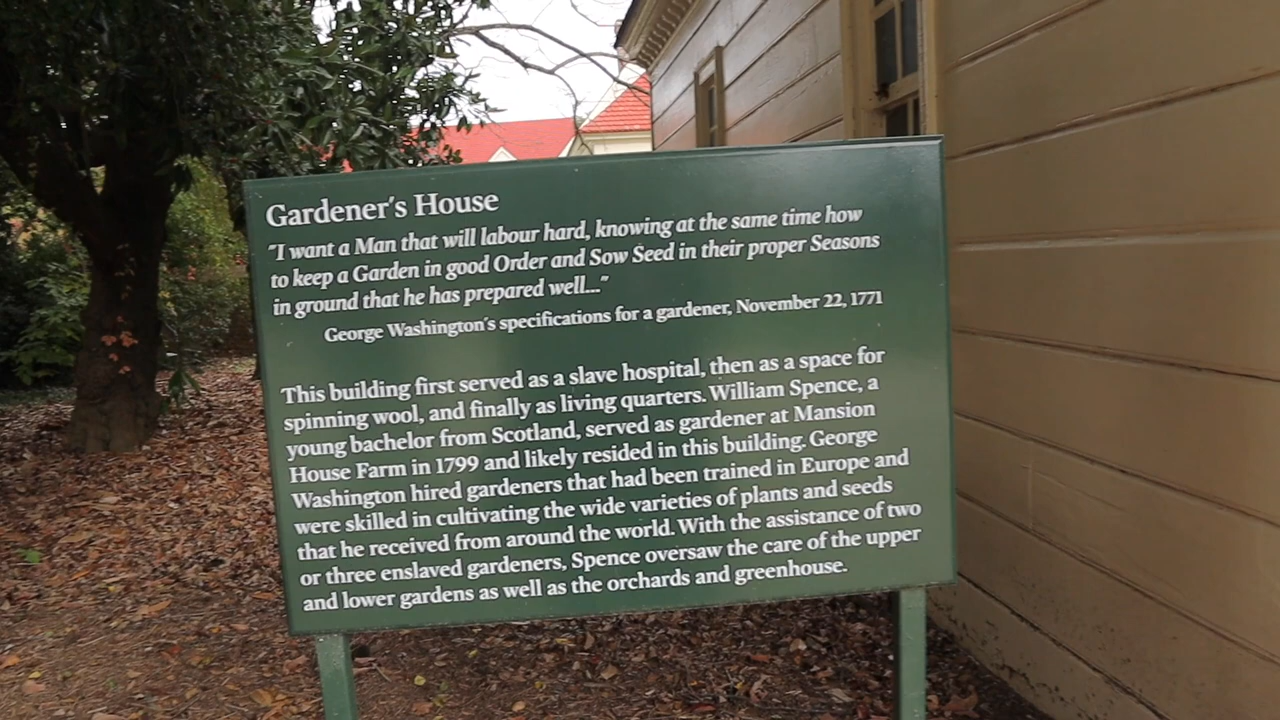 Gardener's House
"I want a Man that will labour hard, knowing at the same time how
to keep a Garden in good Order and Sow Seed in their proper Seasons
in ground that he has prepared well..."
George Washington's specifications for a gardener, November 22, 1771
This building first served as a slave hospital, then as a space for
spinning wool, and finally as living quarters. William Spence, a
young bachelor from Scotland, served as gardener at Mansion
House Farm in 1799 and likely resided in this building. George
Washington hired gardeners that had been trained in Europe and
were skilled in cultivating the wide varieties of plants and seeds
that he received from around the world. With the assistance of two
or three enslaved gardeners, Spence oversaw the care of the upper
and lower gardens as well as the orchards and greenhouse.